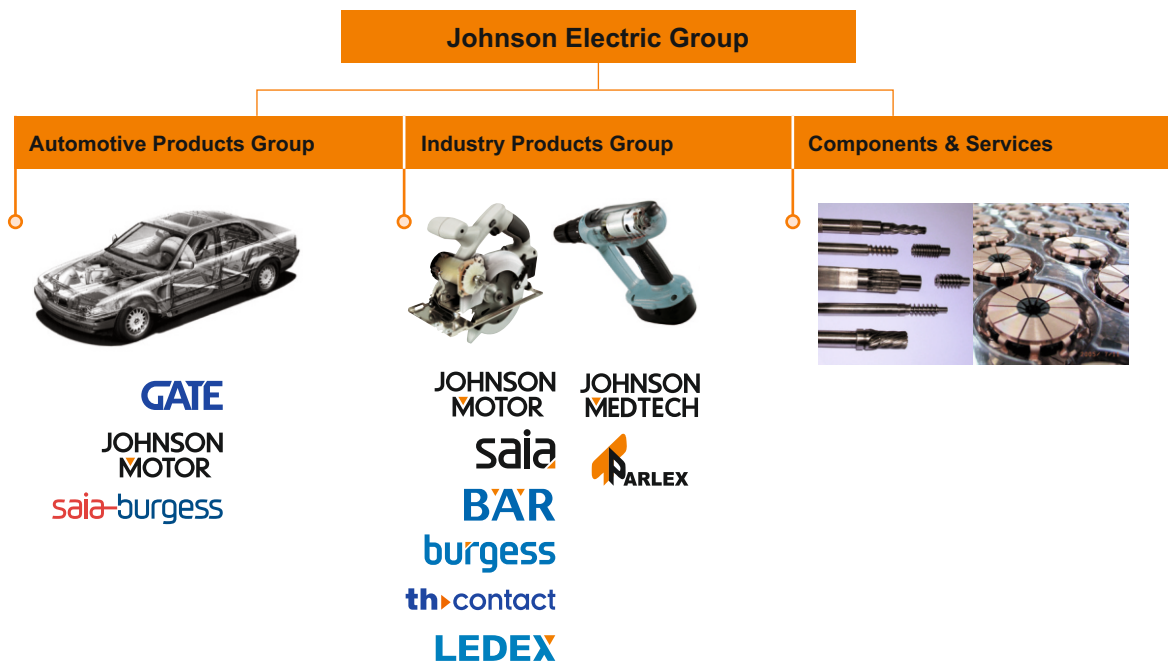 Johnson Electric Group
Automotive Products Group
Industry Products Group
Components & Services
GATE
JOHNSON
MOTOR
saia-burgess
JOHNSON
MOTOR
saia
BÄR
burgess
th contact
LEDEX
JOHNSON
MEDTECH
PARLEX